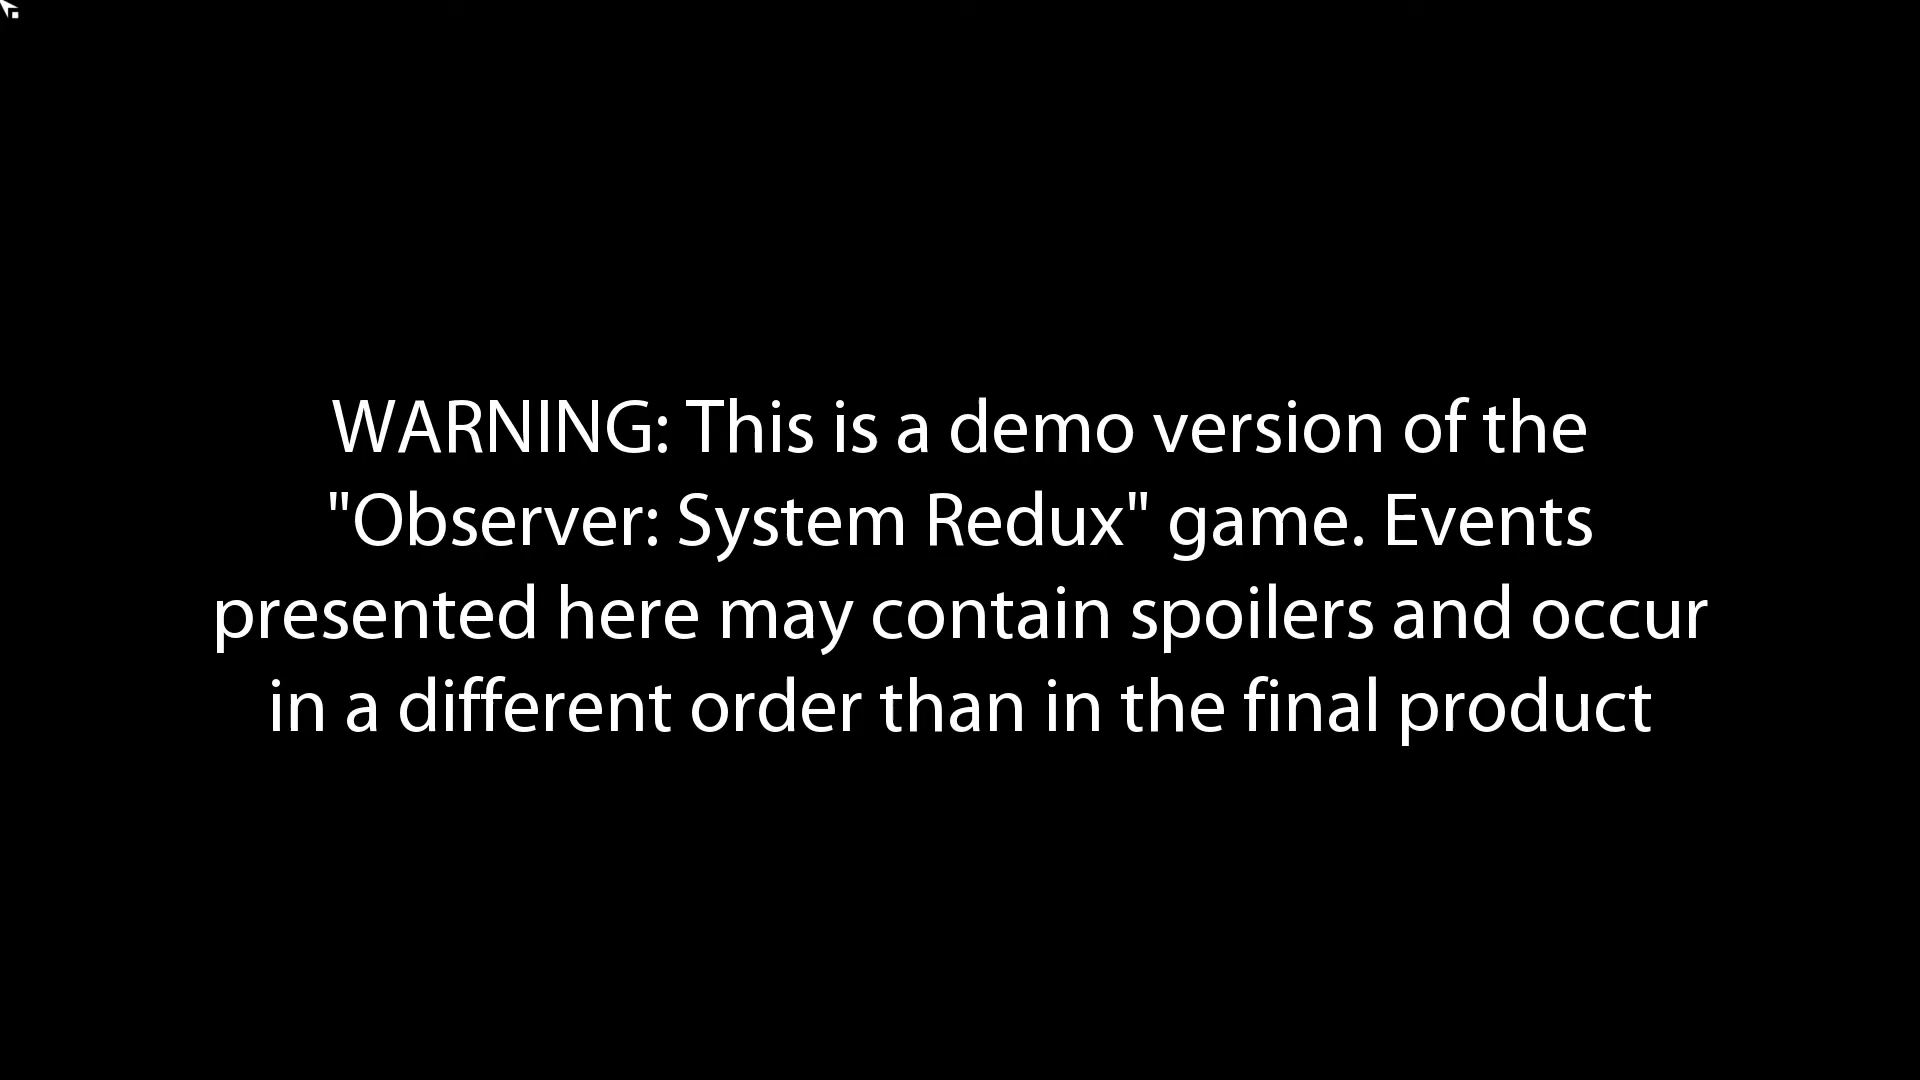 WARNING: This is a demo version of the
"Observer: System Redux" game. Events
presented here may contain spoilers and occur
in a different order than in the final product